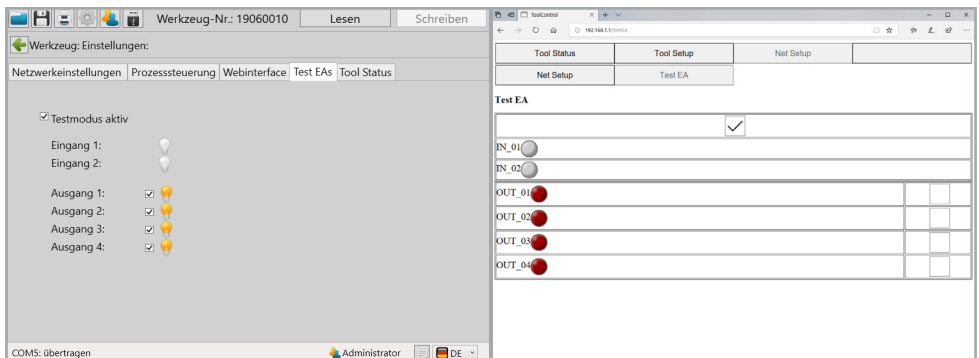 Werkzeug-Nr.: 19060010 Lesen Schreiben
Werkzeug: Einstellungen:
Netzwerkeinstellungen Prozesssteuerung Webinterface Test EAs Tool Status
Testmodus aktiv
Eingang 1:
Eingang 2:
Ausgang 1:
Ausgang 2:
Ausgang 3:
Ausgang 4:
COM5: übertragen Administrator DE
ToolControl
192.168.1.1/testEA
Tool Status Tool Setup Net Setup
Net Setup Test EA
Test EA
IN_01
IN_02
OUT_01
OUT_02
OUT_03
OUT_04